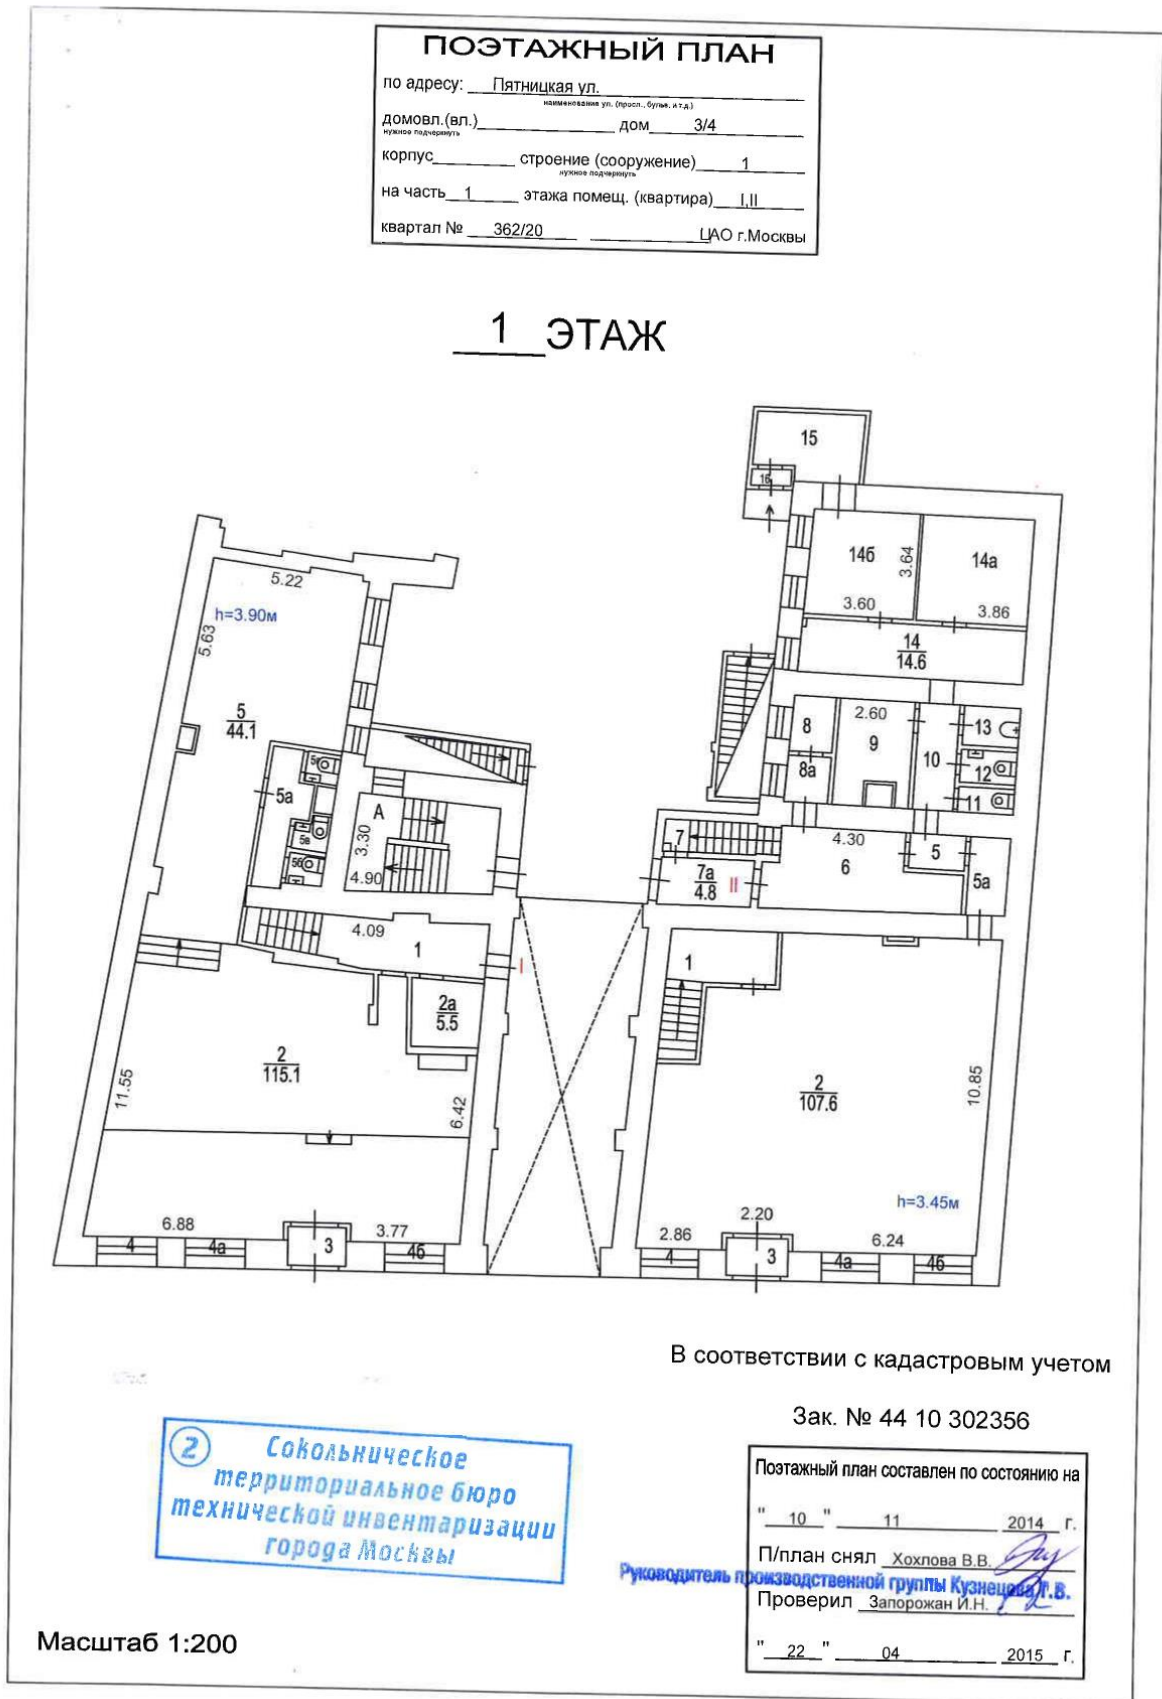 ПОЭТАЖНЫЙ ПЛАН
по адресу: Пятницкая ул.
наименование ул. (просп., бульв. и т.д.)
домовл.(вл.) дом 3/4
нужное подчеркнуть
корпус строение (сооружение) 1
нужное подчеркнуть
на часть 1 этажа помещ. (квартира) I,II
квартал № 362/20 ЦАО г.Москвы
1 ЭТАЖ
15
16
14б
3.64
14а
3.60
3.86
14
14.6
5.22
h=3.90м
5.63
5
44.1
5г
5а
5в
5б
А
3.30
4.90
8
2.60
9
13
10
12
8а
11
7
4.30
5
6
7а
4.8
II
5а
4.09
1
I
2а
5.5
1
2
115.1
11.55
6.42
2
107.6
10.85
h=3.45м
6.88
3.77
4
4а
3
4б
2.86
2.20
6.24
4
3
4а
4б
В соответствии с кадастровым учетом
Зак. № 44 10 302356
2
Сокольническое
территориальное бюро
технической инвентаризации
города Москвы
Поэтажный план составлен по состоянию на
" 10 " 11 2014 г.
П/план снял Хохлова В.В.
Руководитель производственной группы Кузнецова Т.В.
Проверил Запорожан И.Н.
" 22 " 04 2015 г.
Масштаб 1:200